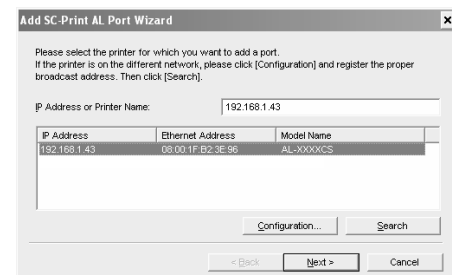 Add SC-Print AL Port Wizard
Please select the printer for which you want to add a port.
If the printer is on the different network, please click [Configuration] and register the proper
broadcast address. Then click [Search].
IP Address or Printer Name: 192.168.1.43
IP Address Ethernet Address Model Name
192.168.1.43 08:00:1F:B2:3E:96 AL-XXXXCS
Configuration... Search
< Back Next > Cancel